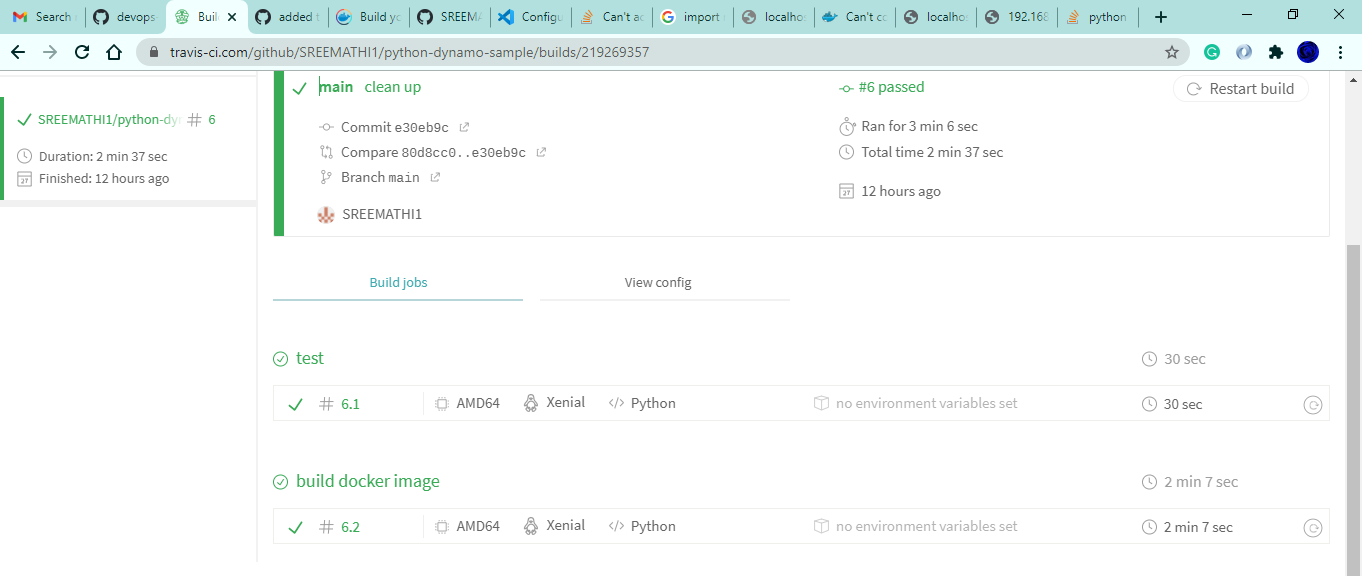 Search
devops-
Buil
added t
Build yo
SREEMA
Configu
Can't ac
import
localhos
Can't co
localhos
192.168
python
travis-ci.com/github/SREEMATHI1/python-dynamo-sample/builds/219269357
SREEMATHI1/python-dy # 6
Duration: 2 min 37 sec
27 Finished: 12 hours ago
main clean up
#6 passed
Restart build
Commit e30eb9c
Ran for 3 min 6 sec
Compare 80d8cc0..e30eb9c
Total time 2 min 37 sec
Branch main
27 12 hours ago
SREEMATHI1
Build jobs
View config
test
30 sec
# 6.1 AMD64 Xenial </> Python no environment variables set 30 sec
build docker image
2 min 7 sec
# 6.2 AMD64 Xenial </> Python no environment variables set 2 min 7 sec